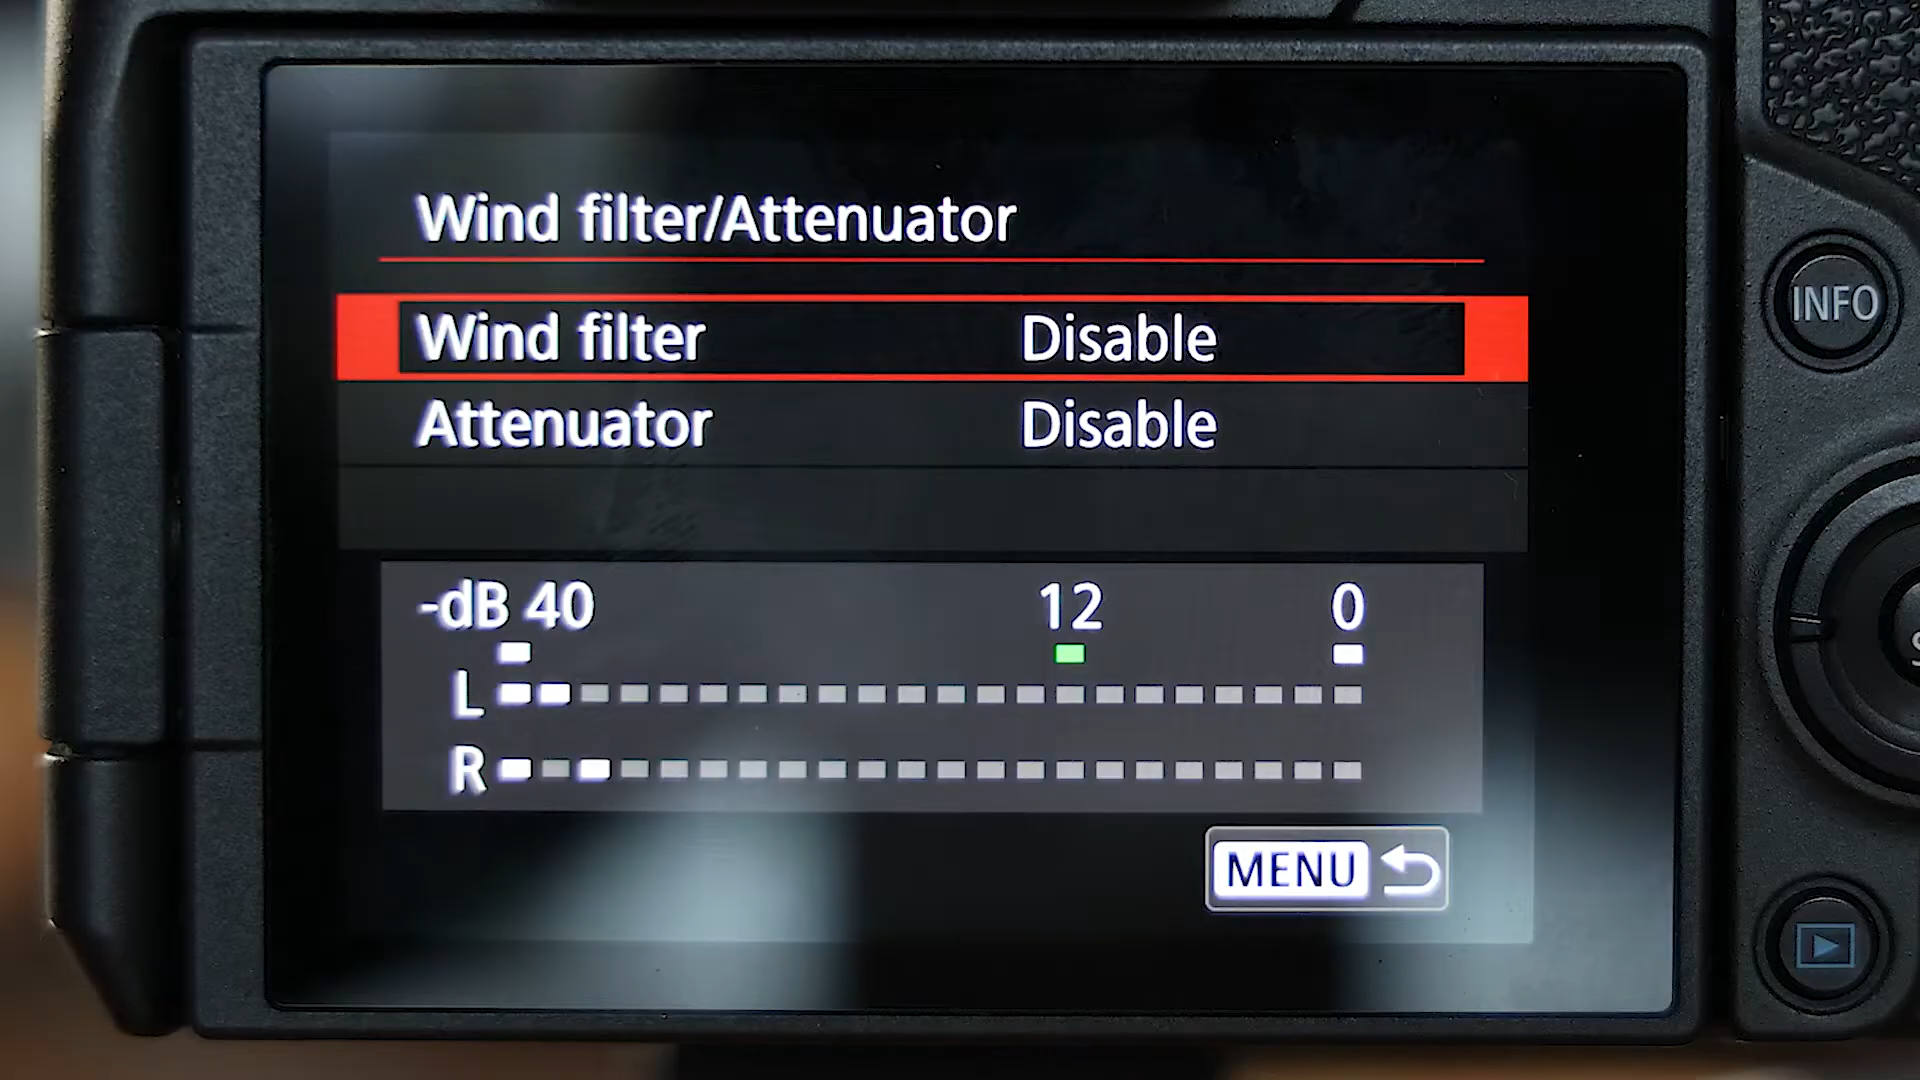 Wind filter/Attenuator
Wind filter Disable
Attenuator Disable
-dB 40 12 0
L
R
MENU
INFO